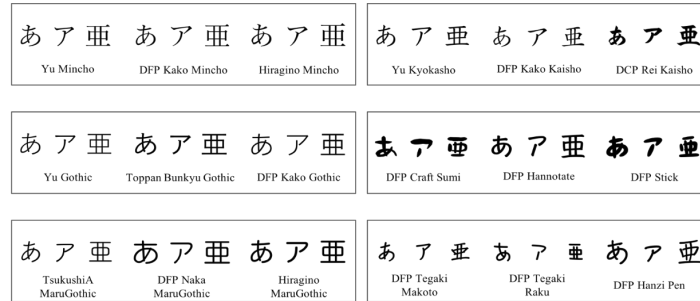 あ ア 亜 あ ア 亜 あ ア 亜
Yu Mincho DFP Kako Mincho Hiragino Mincho
あ ア 亜 あ ア 亜 あ ア 亜
Yu Kyokasho DFP Kako Kaisho DCP Rei Kaisho
あ ア 亜 あ ア 亜 あ ア 亜
Yu Gothic Toppan Bunkyu Gothic DFP Kako Gothic
あ ア 亜 あ ア 亜 あ ア 亜
DFP Craft Sumi DFP Hannotate DFP Stick
あ ア 亜 あ ア 亜 あ ア 亜
TsukushiA DFP Naka Hiragino
MaruGothic MaruGothic MaruGothic
あ ア 亜 あ ア 亜 あ ア 亜
DFP Tegaki DFP Tegaki DFP Hanzi Pen
Makoto Raku